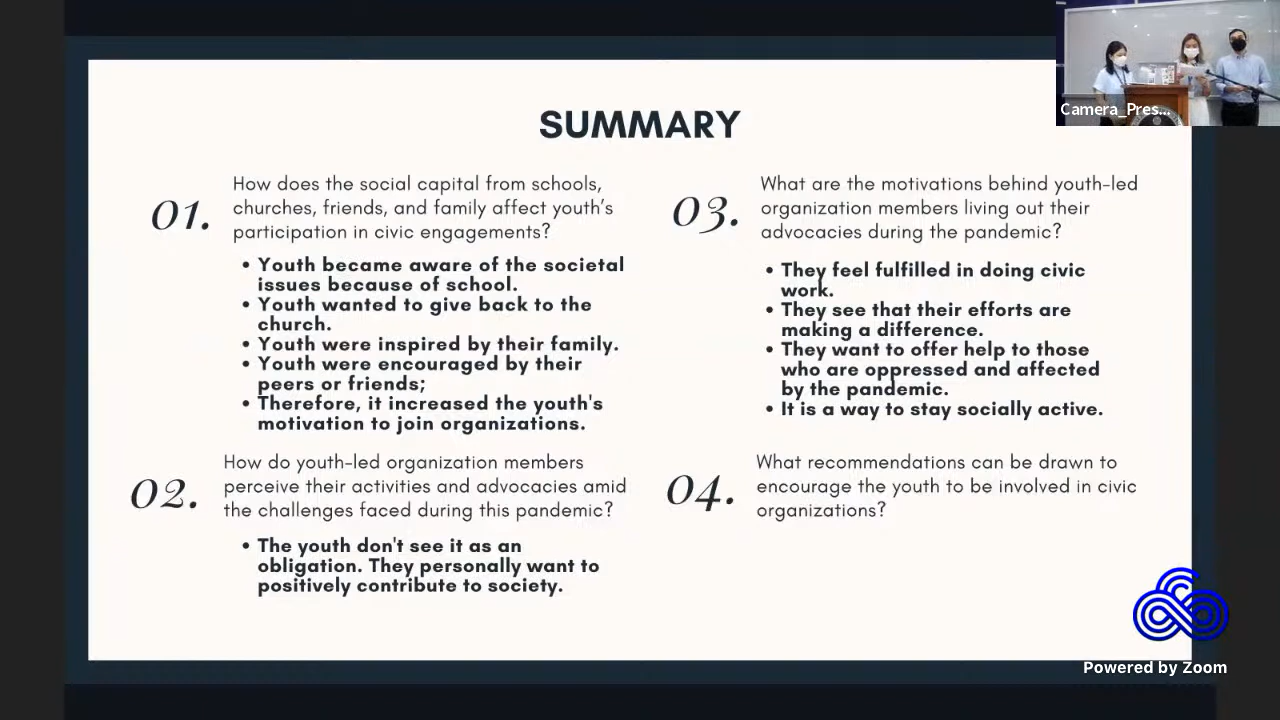 Camera_Pres...
SUMMARY
01.
How does the social capital from schools,
churches, friends, and family affect youth's
participation in civic engagements?
• Youth became aware of the societal
issues because of school.
• Youth wanted to give back to the
church.
• Youth were inspired by their family.
• Youth were encouraged by their
peers or friends;
• Therefore, it increased the youth's
motivation to join organizations.
02.
How do youth-led organization members
perceive their activities and advocacies amid
the challenges faced during this pandemic?
• The youth don't see it as an
obligation. They personally want to
positively contribute to society.
03.
What are the motivations behind youth-led
organization members living out their
advocacies during the pandemic?
• They feel fulfilled in doing civic
work.
• They see that their efforts are
making a difference.
• They want to offer help to those
who are oppressed and affected
by the pandemic.
• It is a way to stay socially active.
04.
What recommendations can be drawn to
encourage the youth to be involved in civic
organizations?
Powered by Zoom